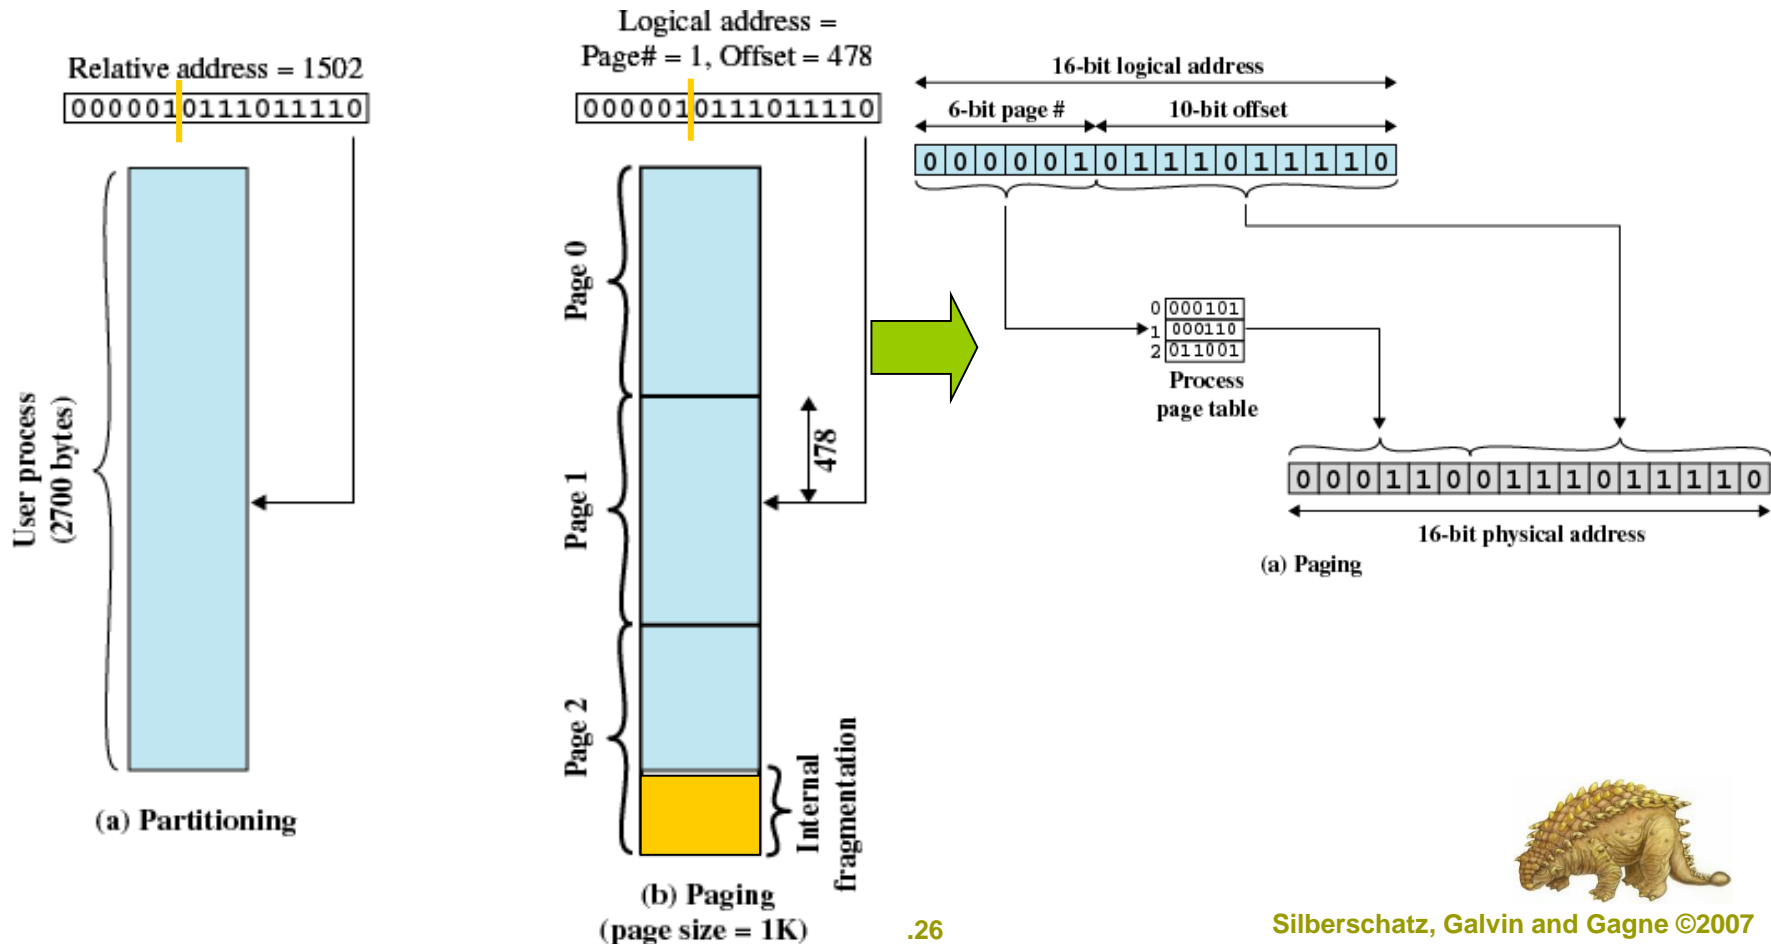 Relative address = 1502
0000010111011110
User process
(2700 bytes)
(a) Partitioning
Logical address =
Page# = 1, Offset = 478
0000010111011110
Page 0
Page 1
Page 2
478
Internal
fragmentation
(b) Paging
(page size = 1K)
16-bit logical address
6-bit page #
10-bit offset
0 0 0 0 0 1 0 1 1 1 0 1 1 1 1 0
0 000101
1 000110
2 011001
Process
page table
0 0 0 1 1 0 0 1 1 1 0 1 1 1 1 0
16-bit physical address
(a) Paging
.26
Silberschatz, Galvin and Gagne ©2007